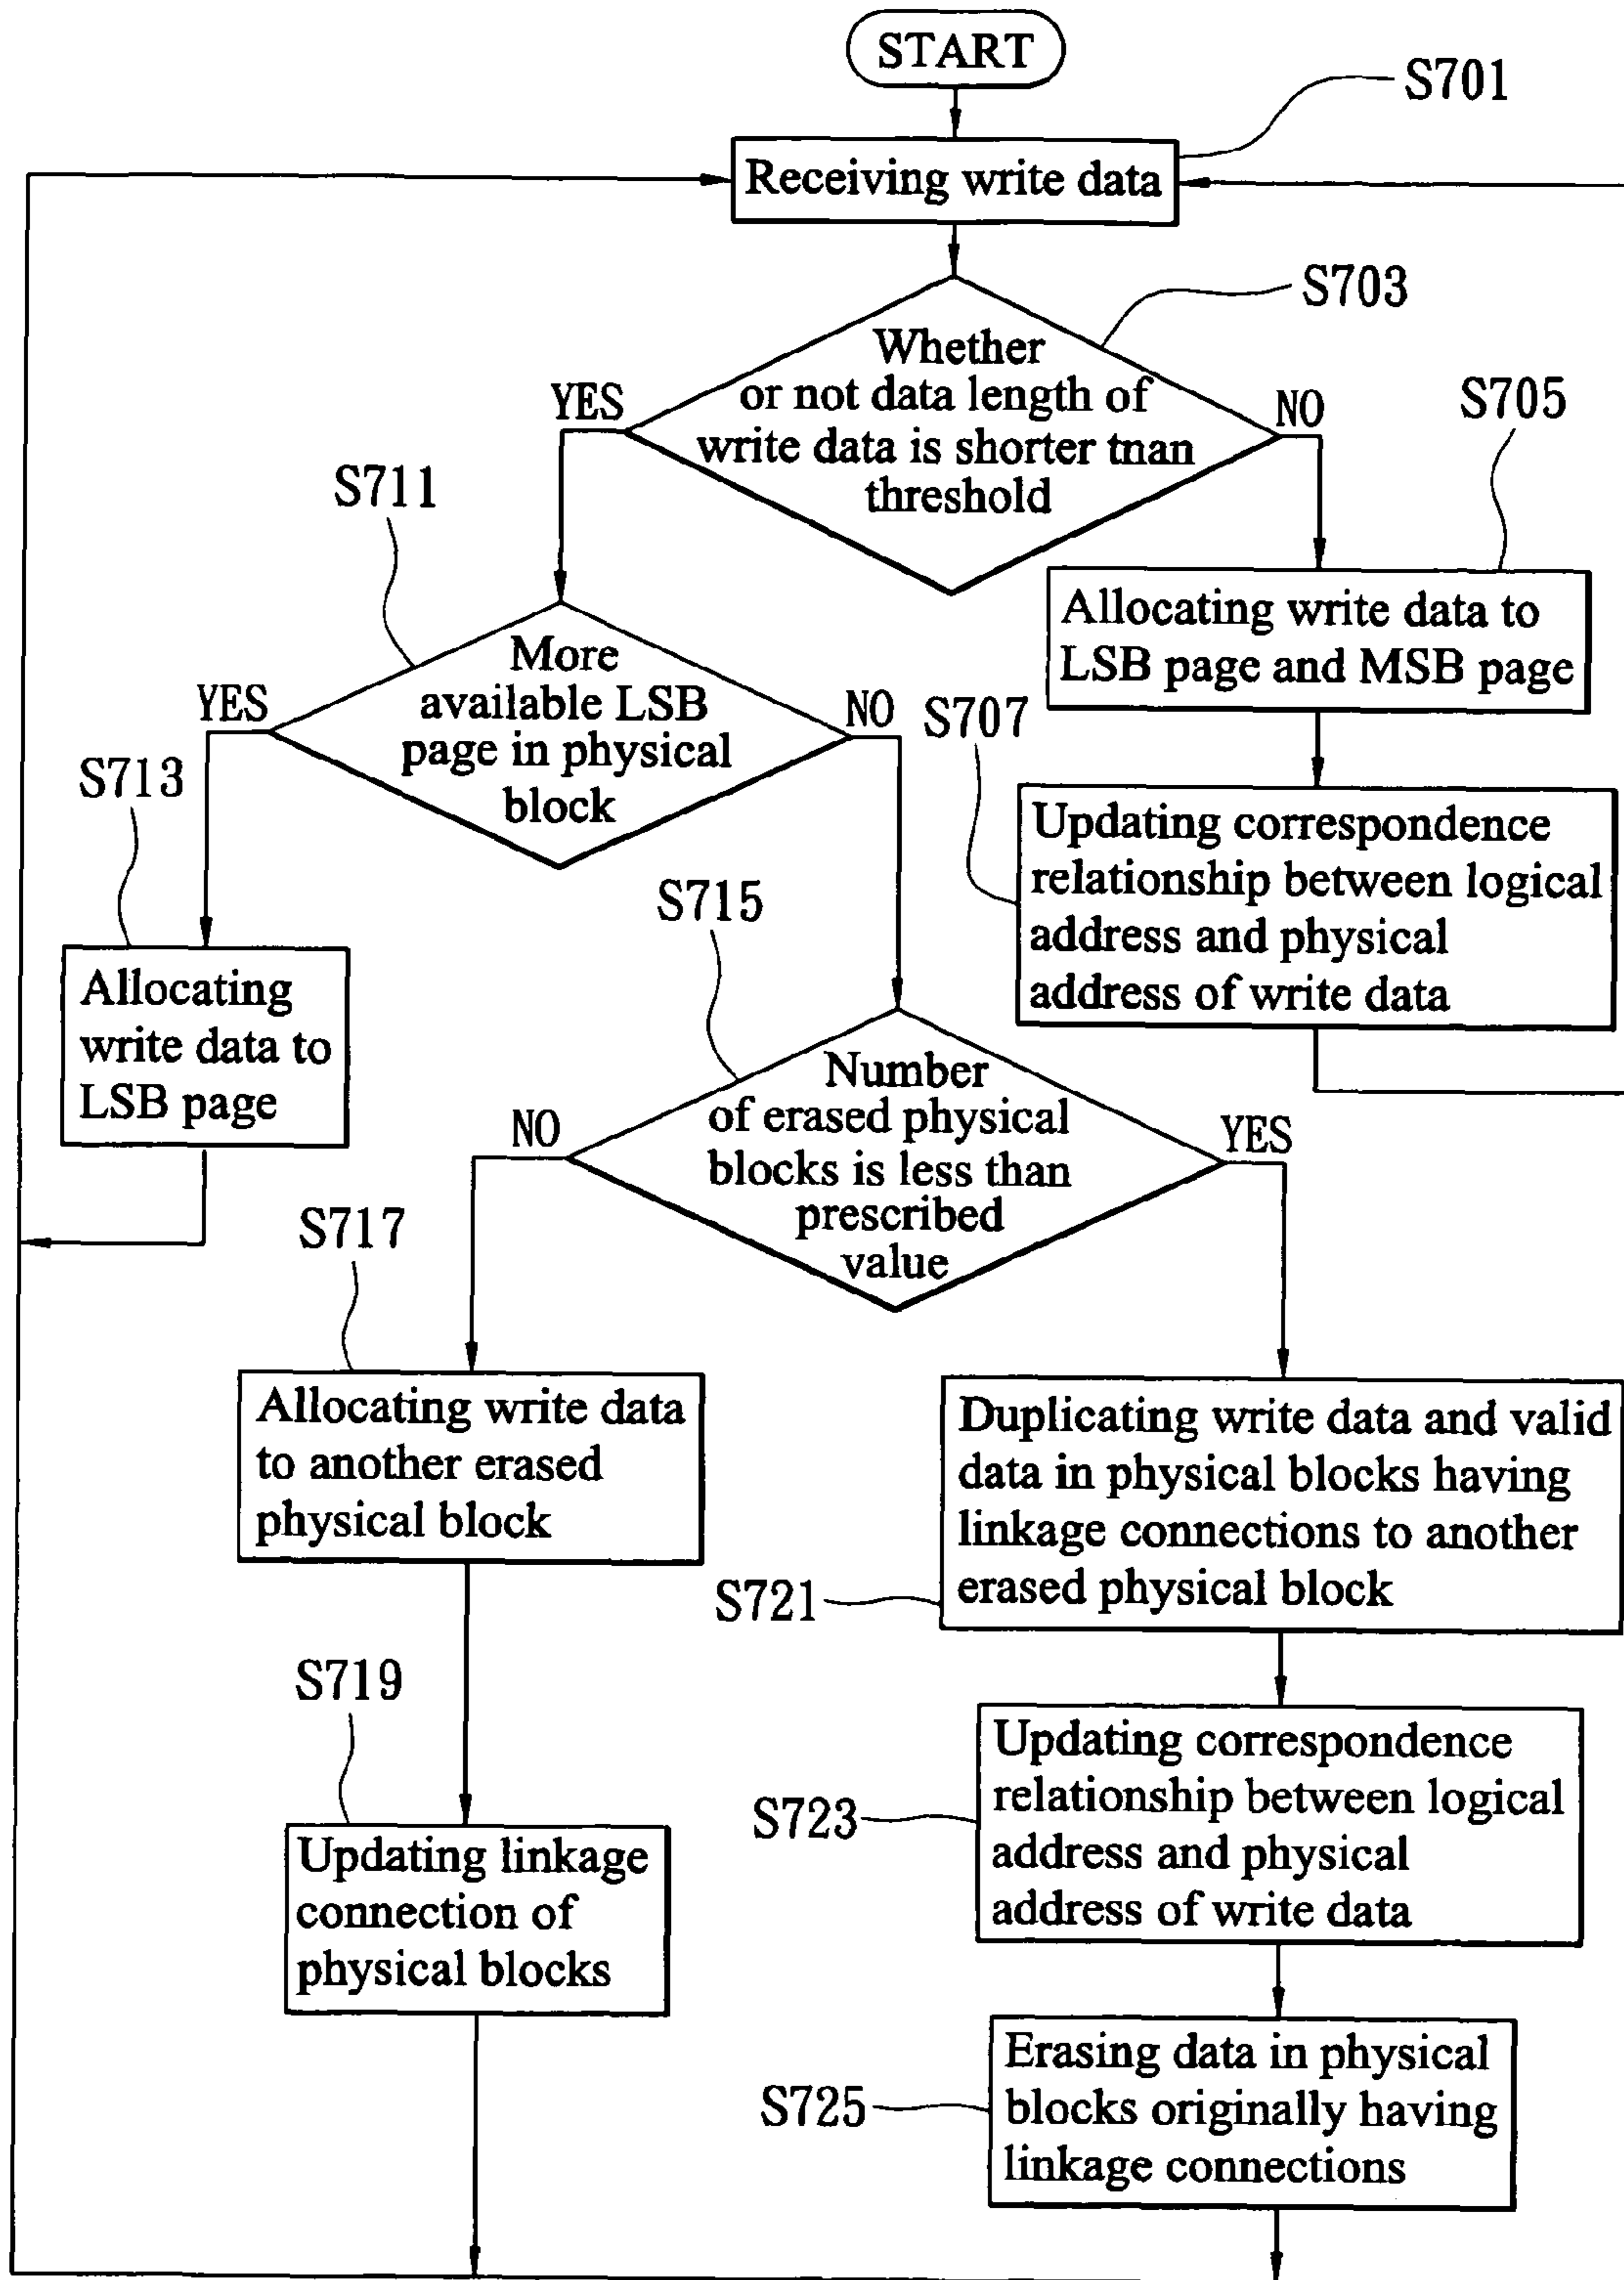 START
S701
Receiving write data
S703
Whether
or not data length of
write data is shorter tnan
threshold
YES
NO
S705
S711
Allocating write data to
LSB page and MSB page
More
available LSB
page in physical
block
YES
NO
S707
S713
Updating correspondence
relationship between logical
address and physical
address of write data
S715
Allocating
write data to
LSB page
Number
of erased physical
blocks is less than
prescribed
value
NO
YES
S717
Allocating write data
to another erased
physical block
Duplicating write data and valid
data in physical blocks having
linkage connections to another
erased physical block
S721
S719
Updating linkage
connection of
physical blocks
Updating correspondence
relationship between logical
address and physical
address of write data
S723
Erasing data in physical
blocks originally having
linkage connections
S725